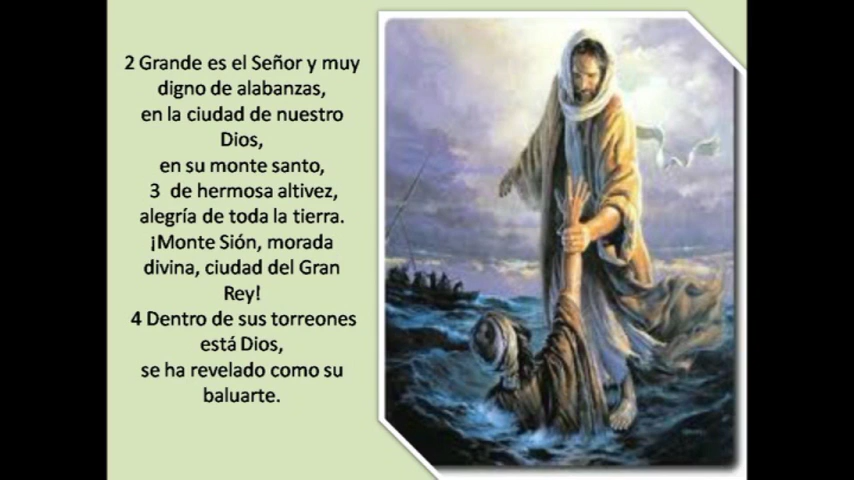 2 Grande es el Señor y muy
digno de alabanzas,
en la ciudad de nuestro
Dios,
en su monte santo,
3 de hermosa altivez,
alegría de toda la tierra.
¡Monte Sión, morada
divina, ciudad del Gran
Rey!
4 Dentro de sus torreones
está Dios,
se ha revelado como su
baluarte.